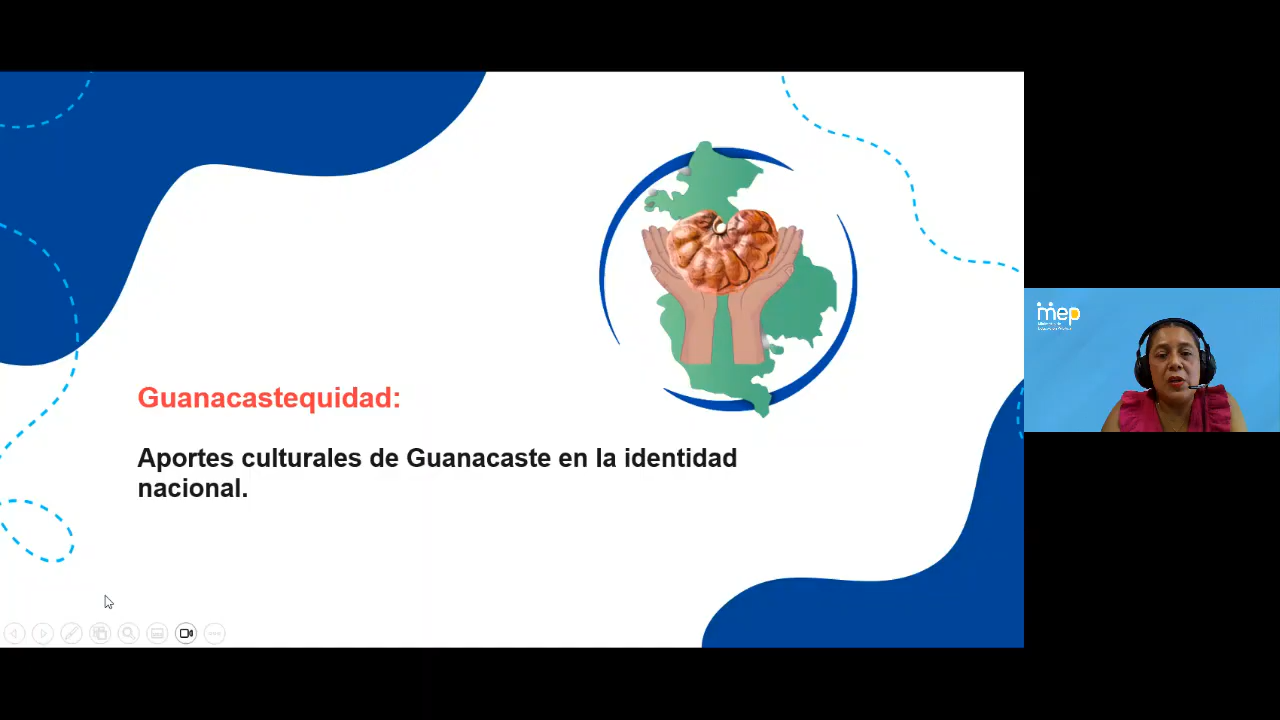 Guanacastequidad:
Aportes culturales de Guanacaste en la identidad
nacional.
mep